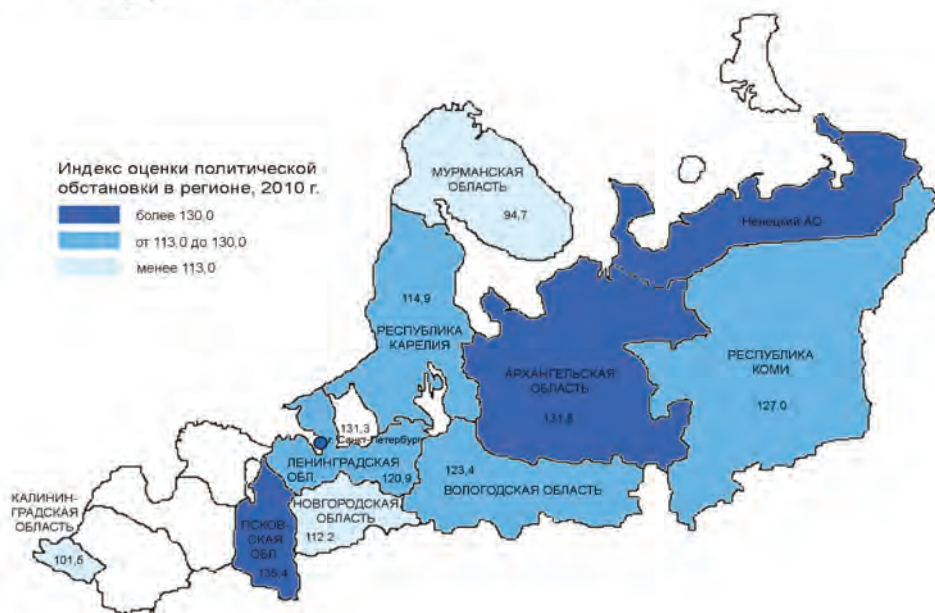 Индекс оценки политической
обстановки в регионе, 2010 г.
более 130,0
от 113,0 до 130,0
менее 113,0
МУРМАНСКАЯ
ОБЛАСТЬ
94,7
Ненецкий АО
114,9
РЕСПУБЛИКА
КАРЕЛИЯ
АРХАНГЕЛЬСКАЯ
ОБЛАСТЬ
131,8
РЕСПУБЛИКА
КОМИ
127,0
131,3
г. Санкт-Петербург
ЛЕНИНГРАДСКАЯ
ОБЛ.
120,9
123,4
ВОЛОГОДСКАЯ ОБЛАСТЬ
НОВГОРОДСКАЯ
ОБЛАСТЬ
112,2
КАЛИНИН-
ГРАДСКАЯ
ОБЛАСТЬ
101,5
ПСКОВ-
СКАЯ
ОБЛ.
135,4